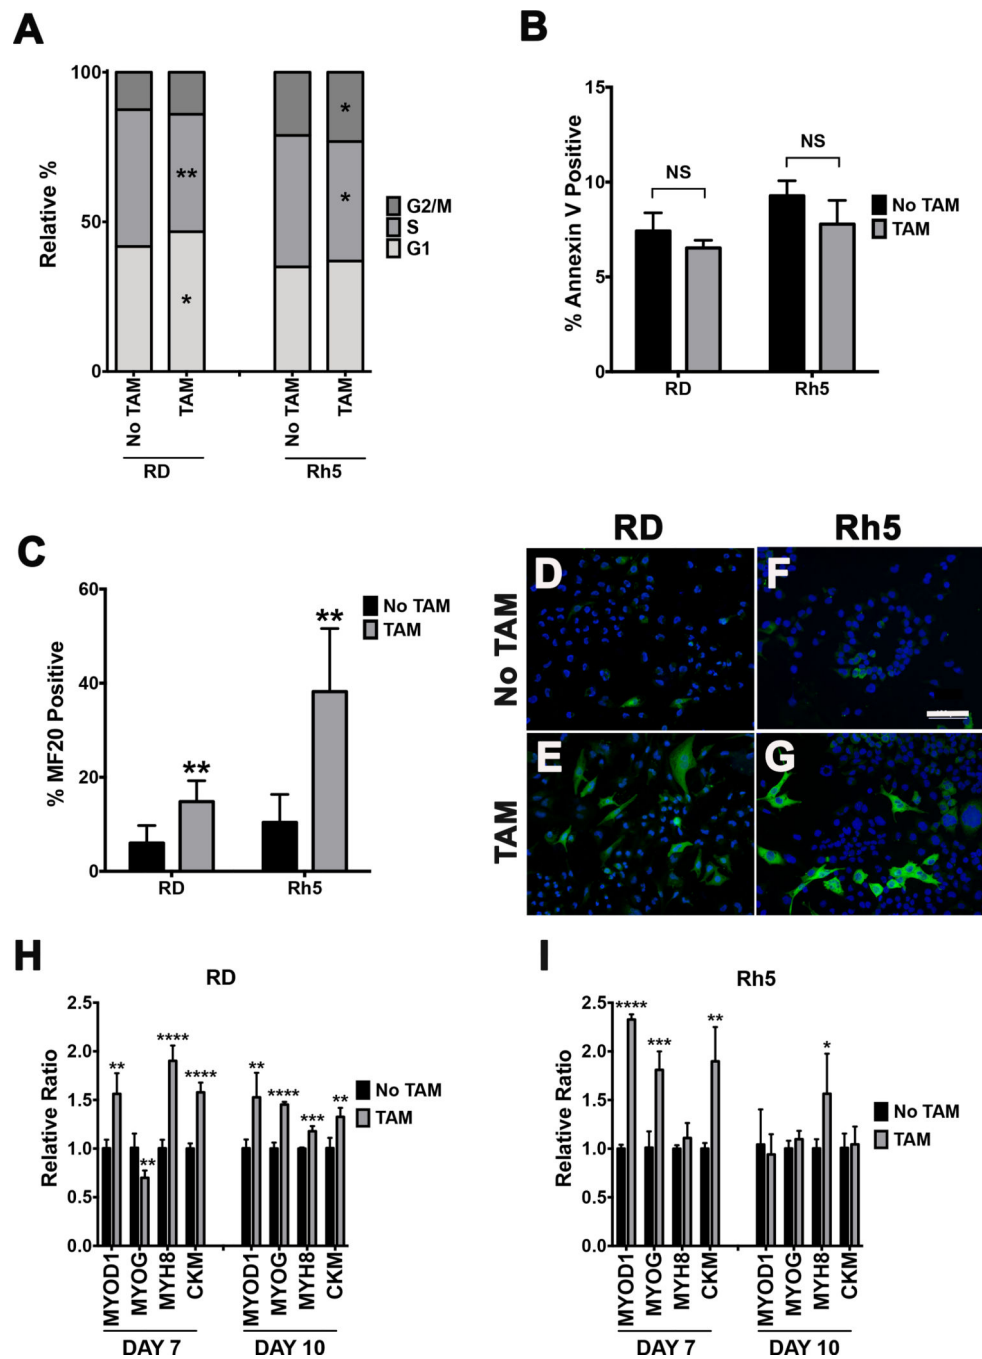 A
100
50
0
Relative %
*
**
*
*
*
G2/M
S
G1
No TAM
TAM
No TAM
TAM
RD
Rh5
B
15
10
5
0
% Annexin V Positive
NS
NS
No TAM
TAM
RD
Rh5
C
60
40
20
0
% MF20 Positive
**
**
No TAM
TAM
RD
Rh5
RD
Rh5
No TAM
TAM
D
F
E
G
H
RD
2.5
2.0
1.5
1.0
0.5
0.0
Relative Ratio
**
**
****
****
**
****
***
**
No TAM
TAM
MYOD1
MYOG
MYH8
CKM
MYOD1
MYOG
MYH8
CKM
DAY 7
DAY 10
I
Rh5
2.5
2.0
1.5
1.0
0.5
0.0
Relative Ratio
****
***
**
*
No TAM
TAM
MYOD1
MYOG
MYH8
CKM
MYOD1
MYOG
MYH8
CKM
DAY 7
DAY 10